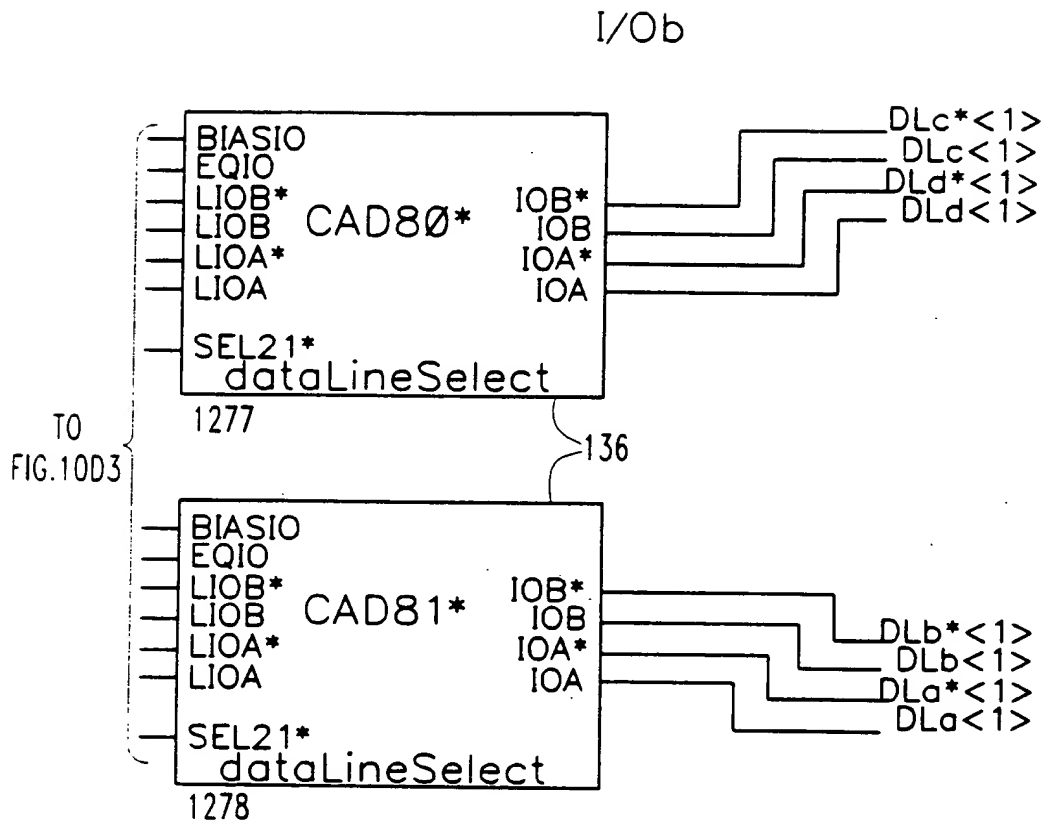 I/Ob
BIASIO
EQIO
LIOB*
LIOB
LIOA*
LIOA
SEL21*
CAD8Ø*
dataLineSelect
IOB*
IOB
IOA*
IOA
DLc*<1>
DLc<1>
DLd*<1>
DLd<1>
1277
TO
FIG.10D3
136
BIASIO
EQIO
LIOB*
LIOB
LIOA*
LIOA
SEL21*
CAD81*
dataLineSelect
IOB*
IOB
IOA*
IOA
DLb*<1>
DLb<1>
DLa*<1>
DLa<1>
1278